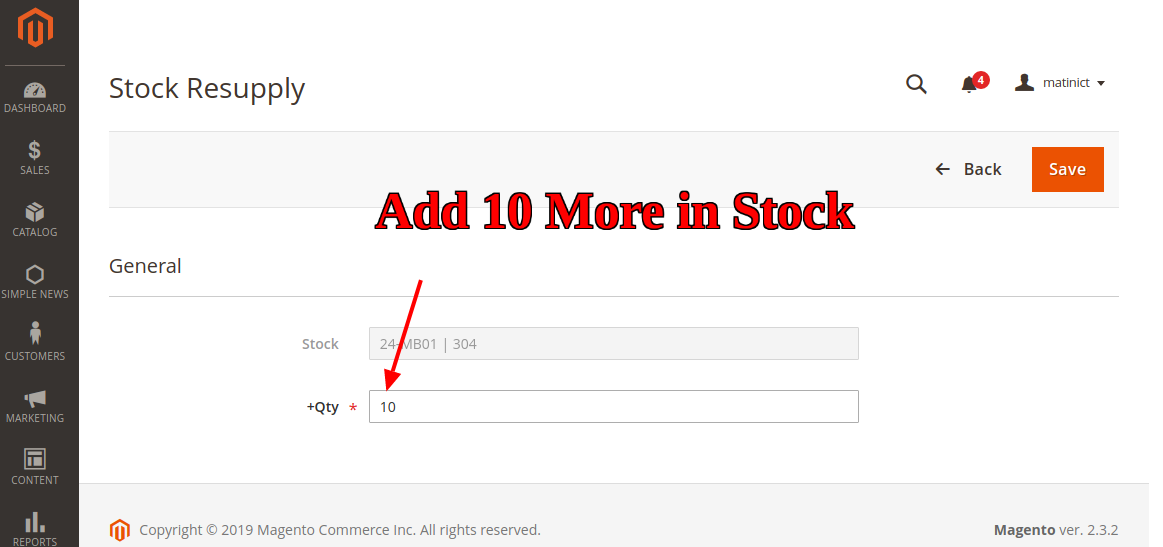 DASHBOARD
SALES
CATALOG
SIMPLE NEWS
CUSTOMERS
MARKETING
CONTENT
REPORTS
Stock Resupply
4
matinict
Back
Save
Add 10 More in Stock
General
Stock
24-MB01 | 304
+Qty *
10
Copyright © 2019 Magento Commerce Inc. All rights reserved.
Magento ver. 2.3.2